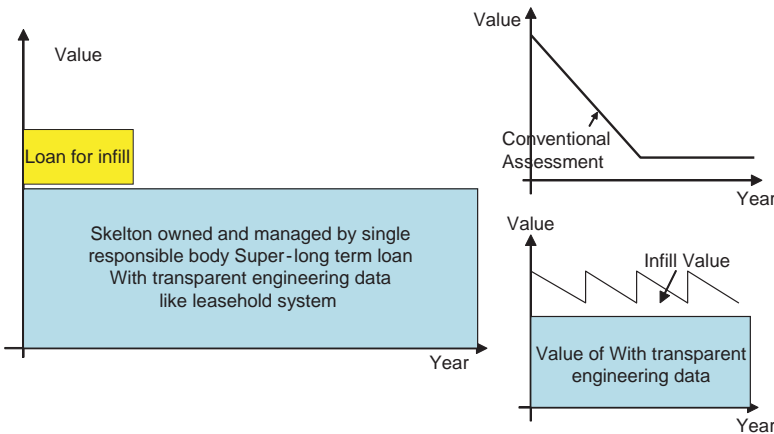 Value
Loan for infill
Skelton owned and managed by single
responsible body Super-long term loan
With transparent engineering data
like leasehold system
Year
Value
Conventional
Assessment
Year
Value
Infill Value
Value of With transparent
engineering data
Year